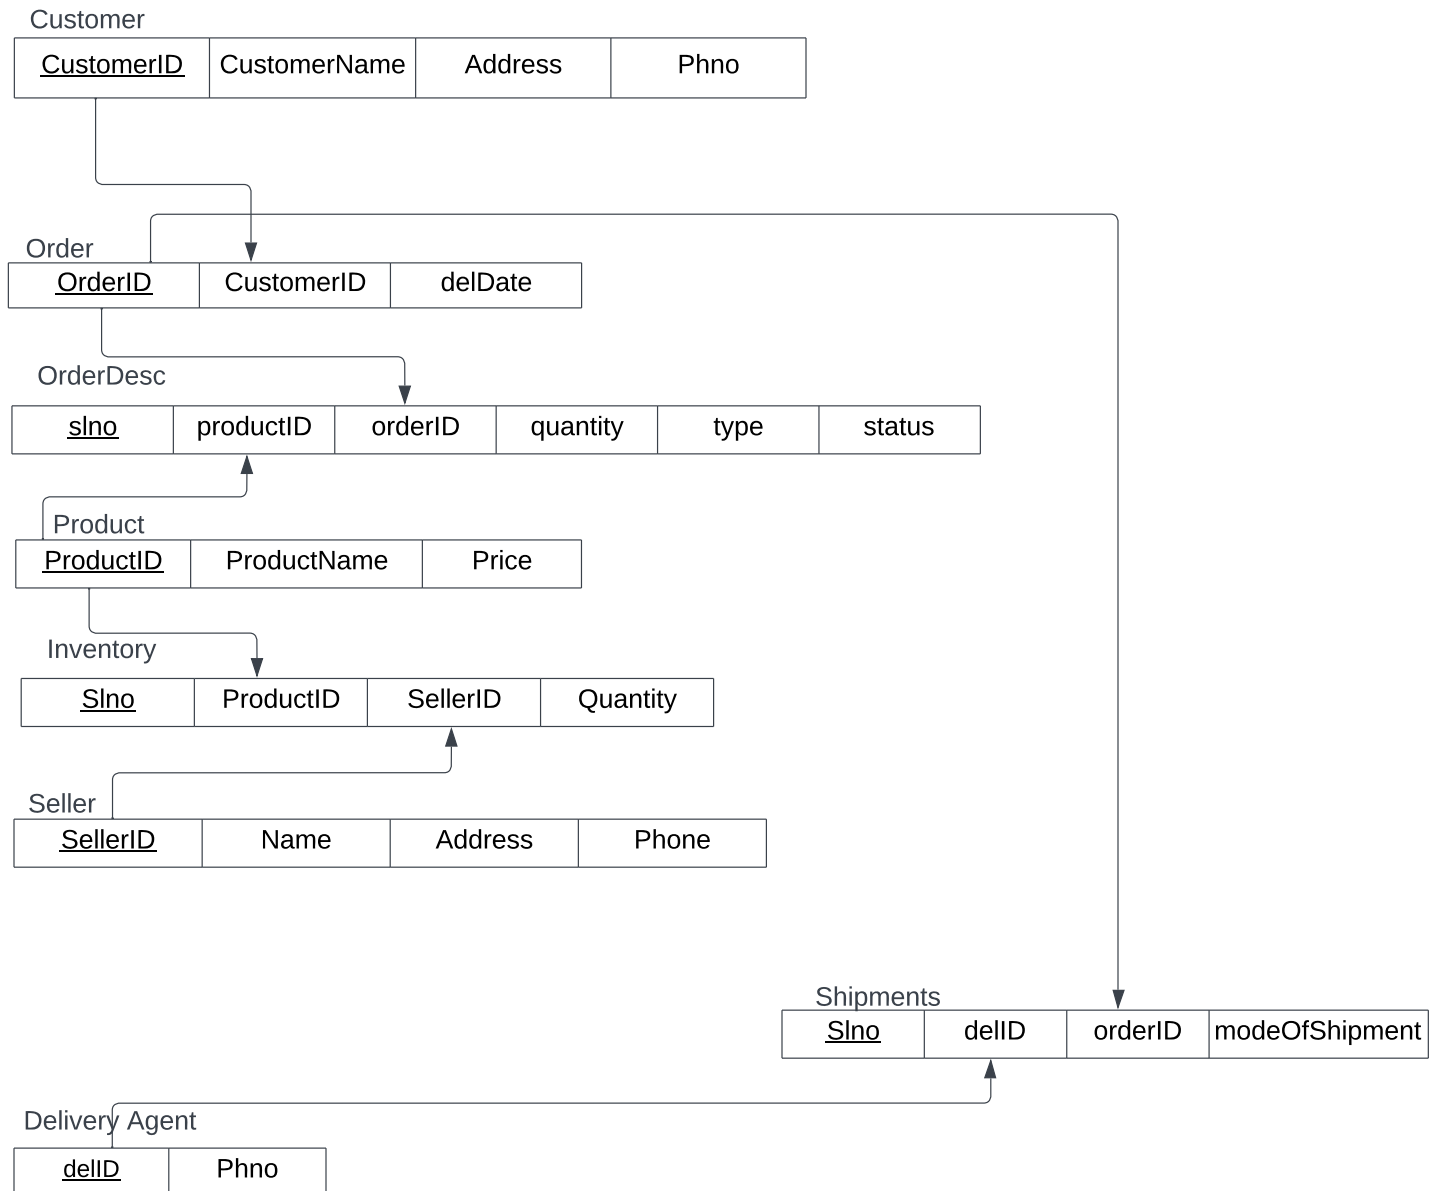 Customer
CustomerID CustomerName Address Phno
Order
OrderID CustomerID delDate
OrderDesc
slno productID orderID quantity type status
Product
ProductID ProductName Price
Inventory
Slno ProductID SellerID Quantity
Seller
SellerID Name Address Phone
Shipments
Slno delID orderID modeOfShipment
Delivery Agent
delID Phno